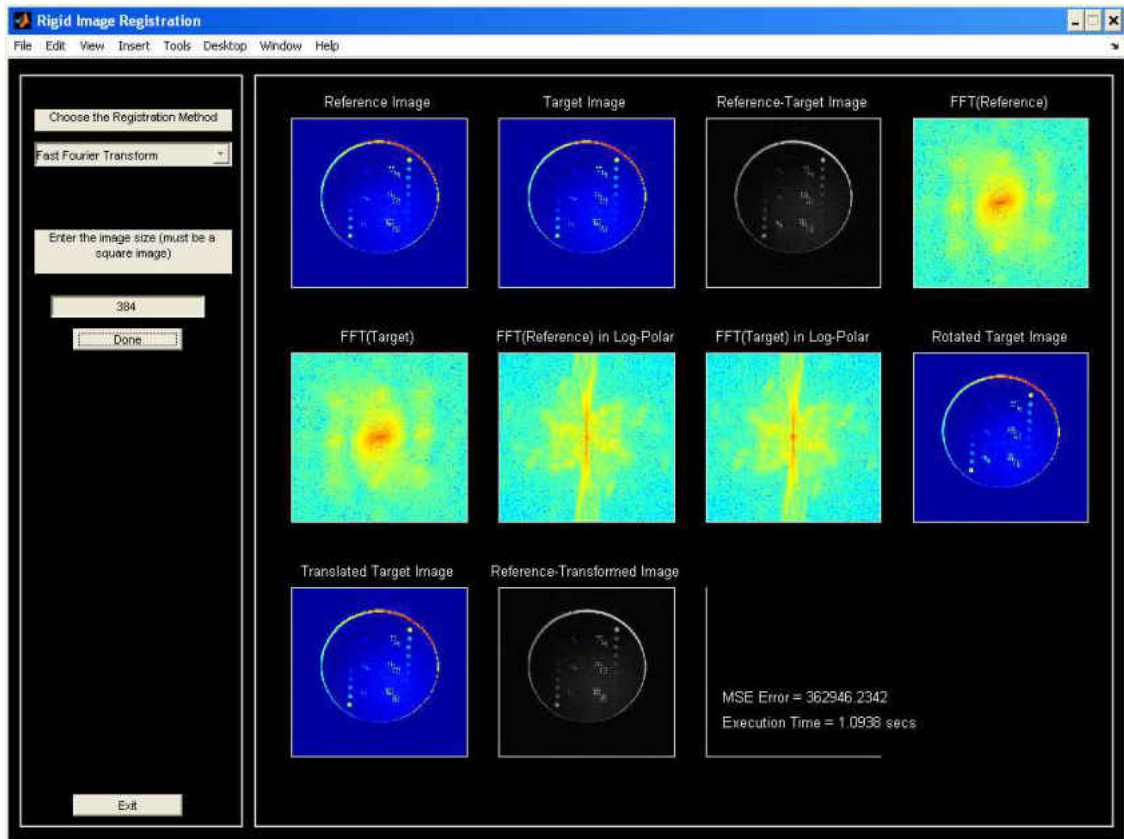 Rigid Image Registration
File Edit View Insert Tools Desktop Window Help
Choose the Registration Method
Fast Fourier Transform
Enter the image size (must be a
square image)
384
Done
Exit
Reference Image
Target Image
Reference-Target Image
FFT(Reference)
FFT(Target)
FFT(Reference) in Log-Polar
FFT(Target) in Log-Polar
Rotated Target Image
Translated Target Image
Reference-Transformed Image
MSE Error = 362946.2342
Execution Time = 1.0938 secs